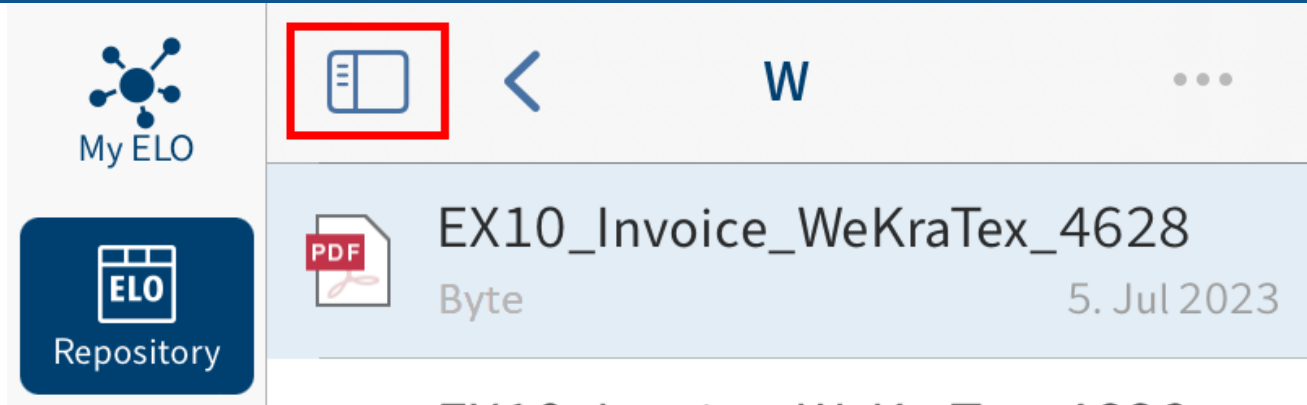 My ELO
W
ELO
Repository
PDF
EX10_Invoice_WeKraTex_4628
Byte
5. Jul 2023